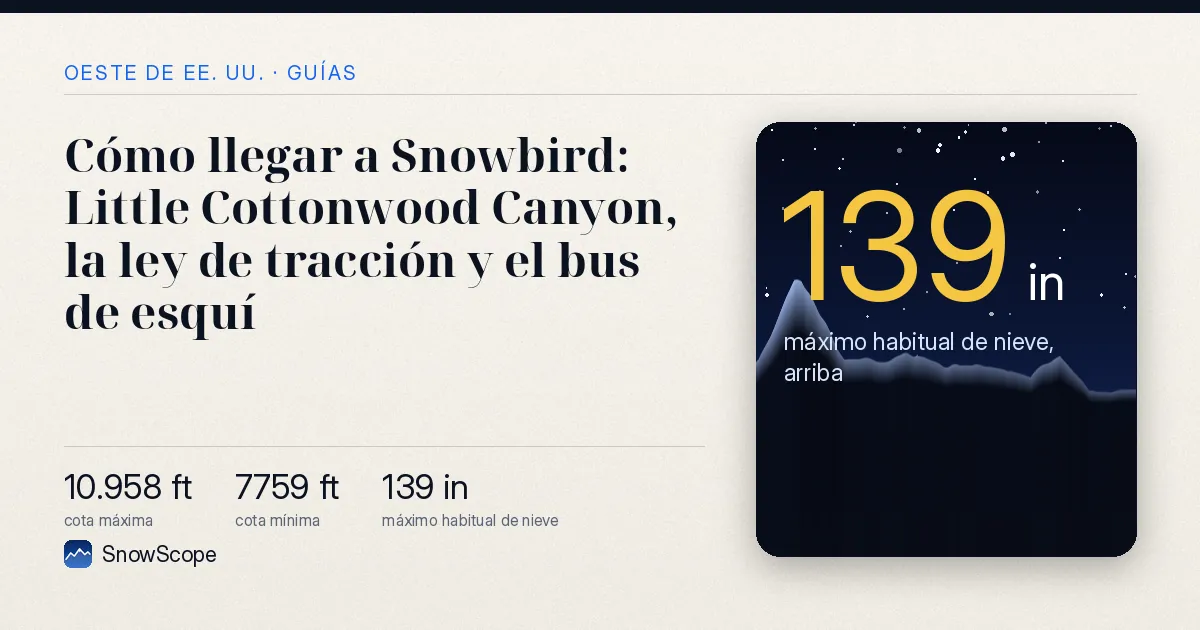 OESTE DE EE. UU. · GUÍAS
Cómo llegar a Snowbird:
Little Cottonwood Canyon,
la ley de tracción y el bus
de esquí
139 in
máximo habitual de nieve,
arriba
10.958 ft
cota máxima
7759 ft
cota mínima
139 in
máximo habitual de nieve
SnowScope